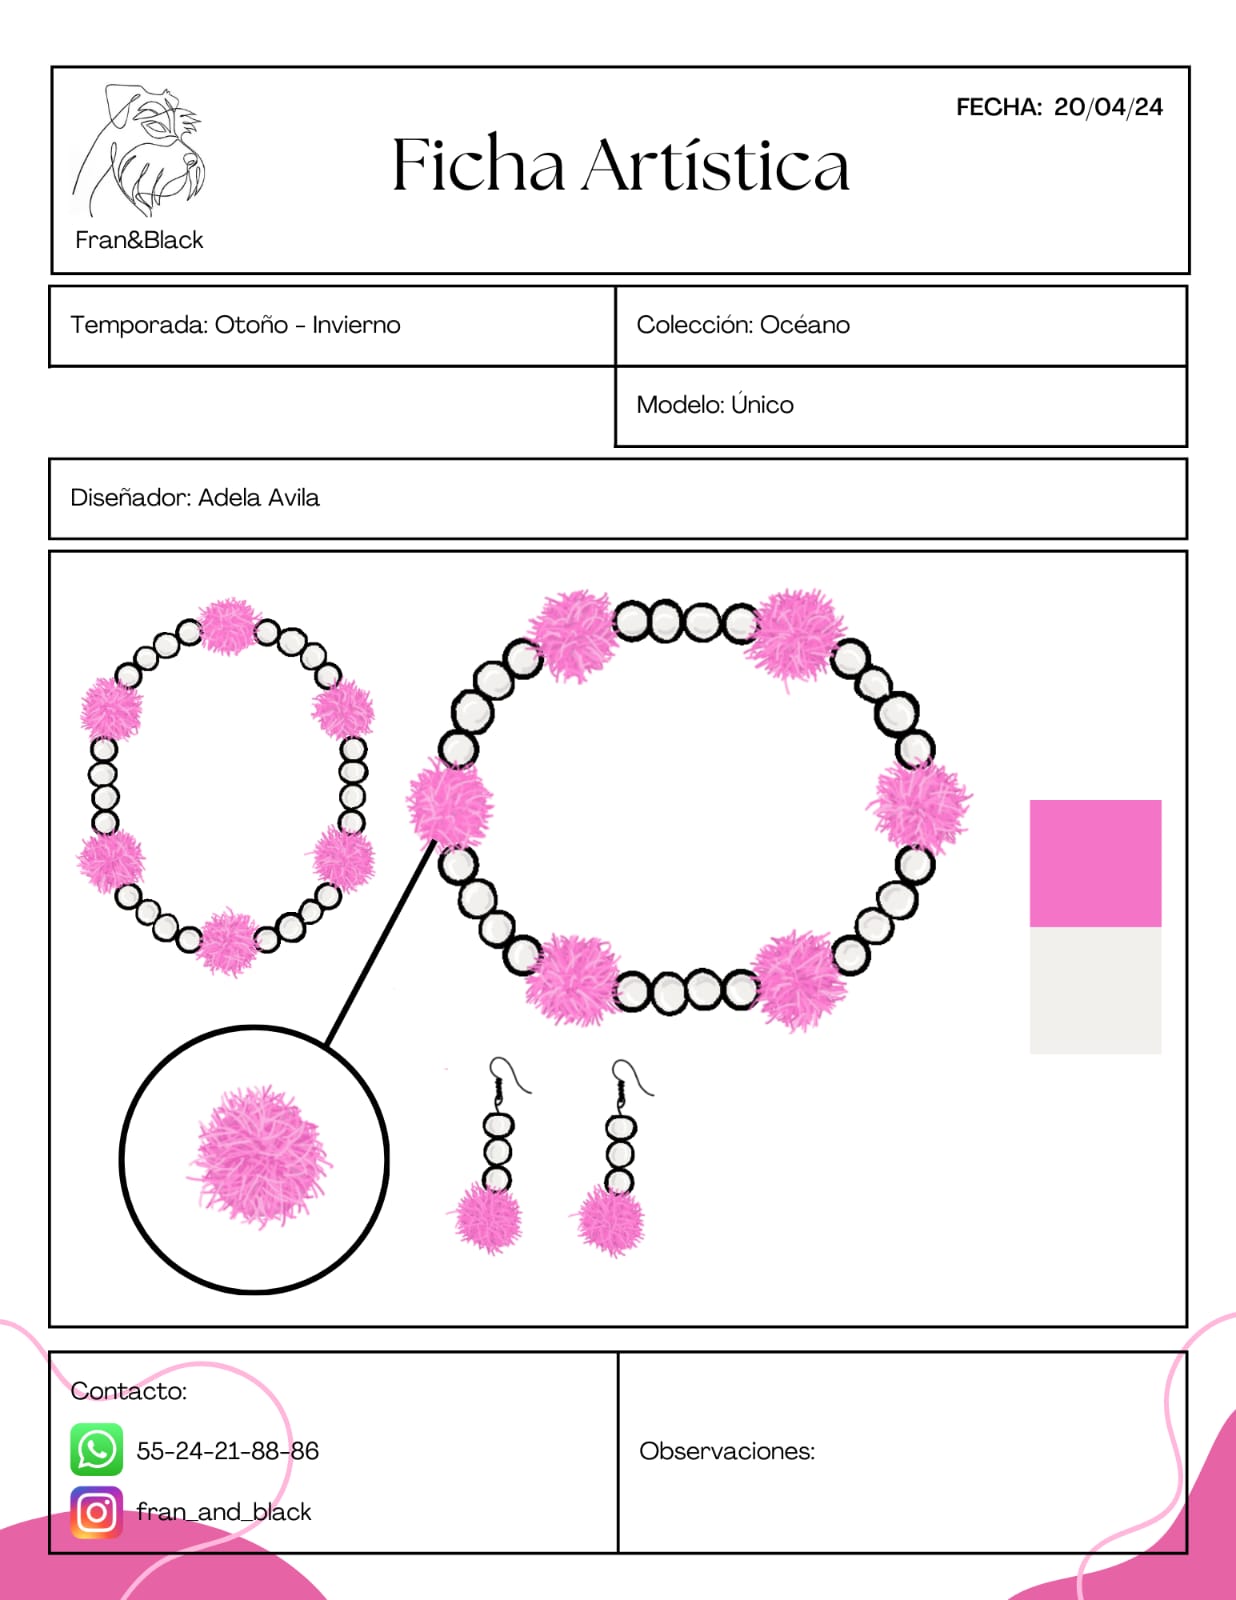 FECHA: 20/04/24
Ficha Artística
Fran&Black
Temporada: Otoño - Invierno
Colección: Océano
Modelo: Único
Diseñador: Adela Avila
Contacto:
55-24-21-88-86
Observaciones:
fran_and_black